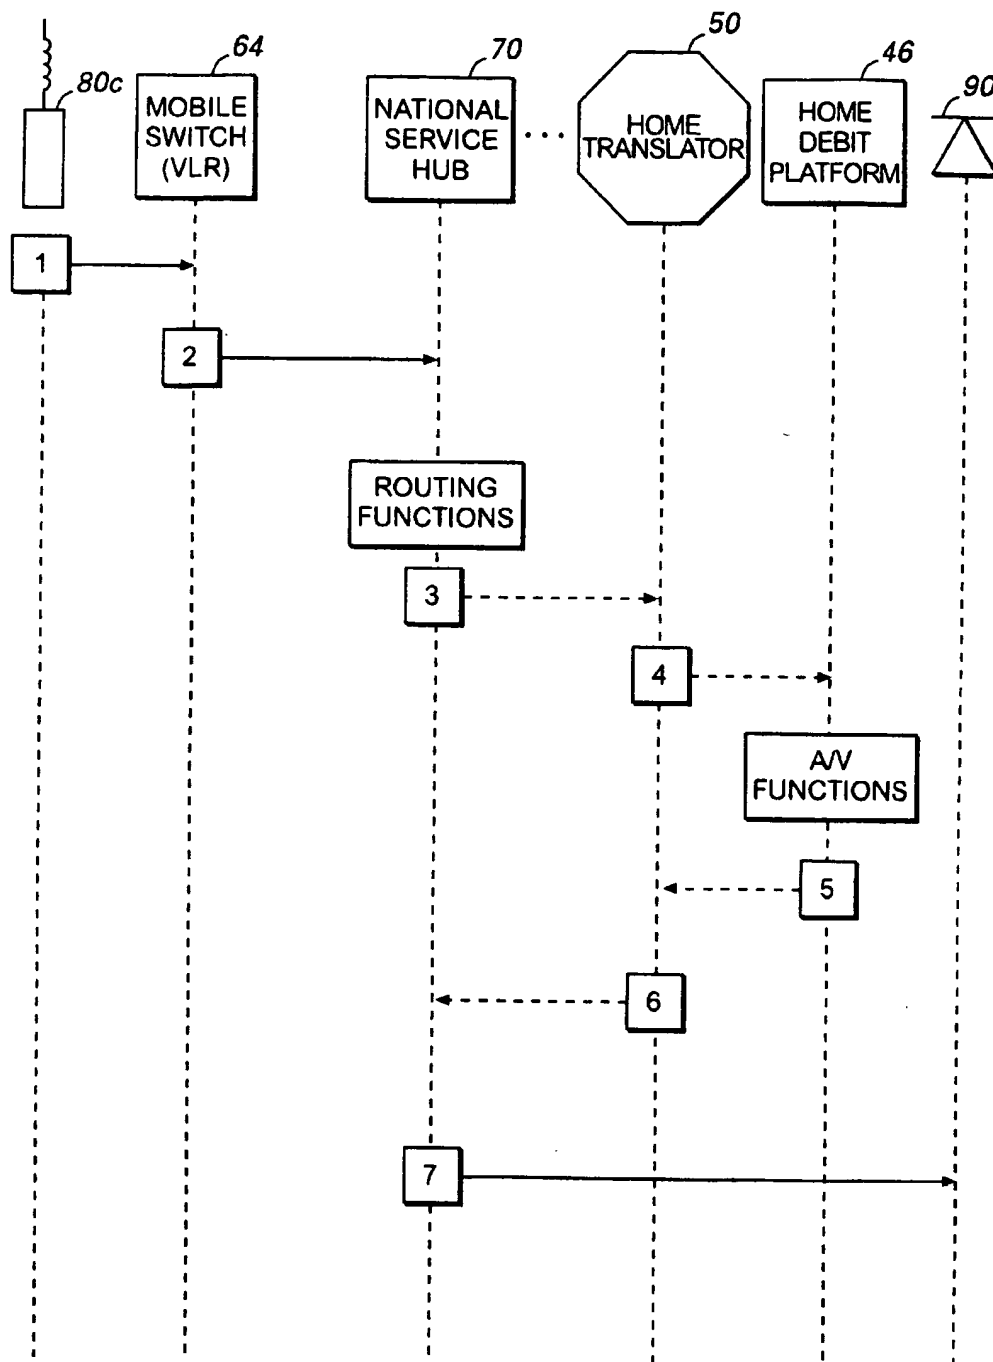 80c
64
MOBILE
SWITCH
(VLR)
70
NATIONAL
SERVICE
HUB
50
HOME
TRANSLATOR
46
HOME
DEBIT
PLATFORM
90
1
2
ROUTING
FUNCTIONS
3
4
A/V
FUNCTIONS
5
6
7